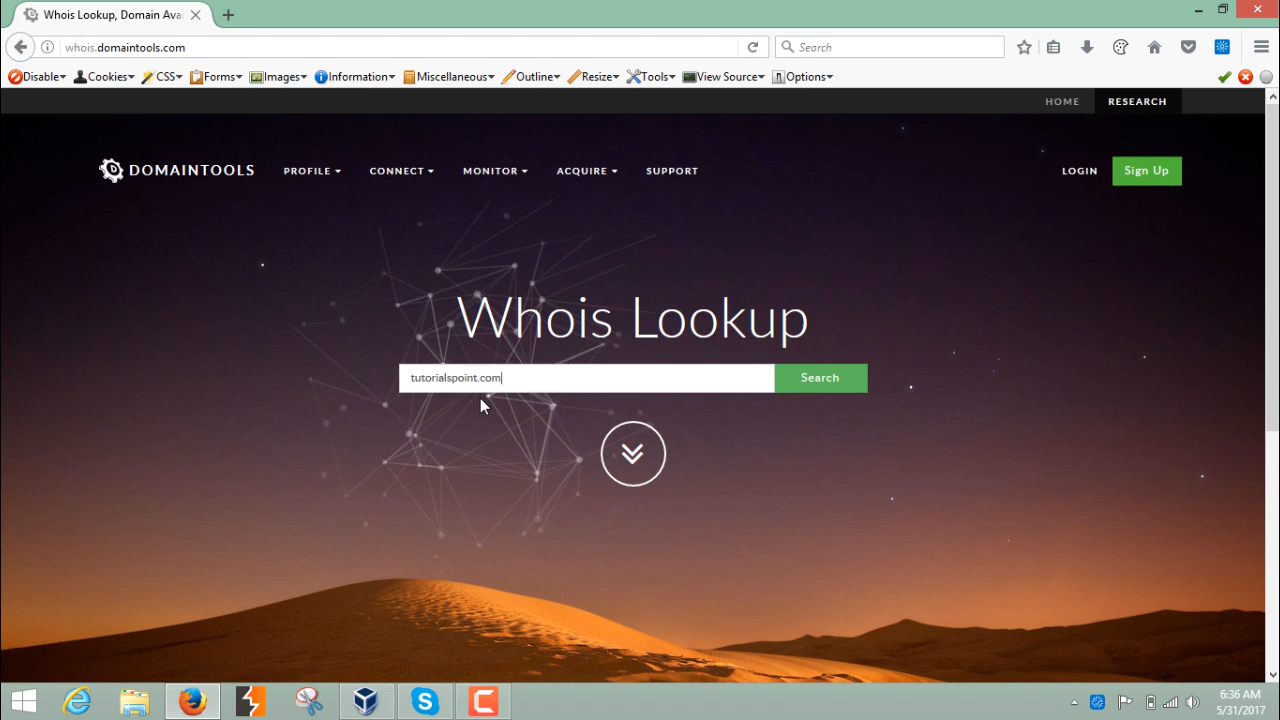 Whois Lookup, Domain Avai
whois.domaintools.com
Search
Disable Cookies CSS Forms Images Information Miscellaneous Outline Resize Tools View Source Options
HOME RESEARCH
DOMAINTOOLS PROFILE CONNECT MONITOR ACQUIRE SUPPORT LOGIN Sign Up
Whois Lookup
tutorialspoint.com Search
6:36 AM
5/31/2017